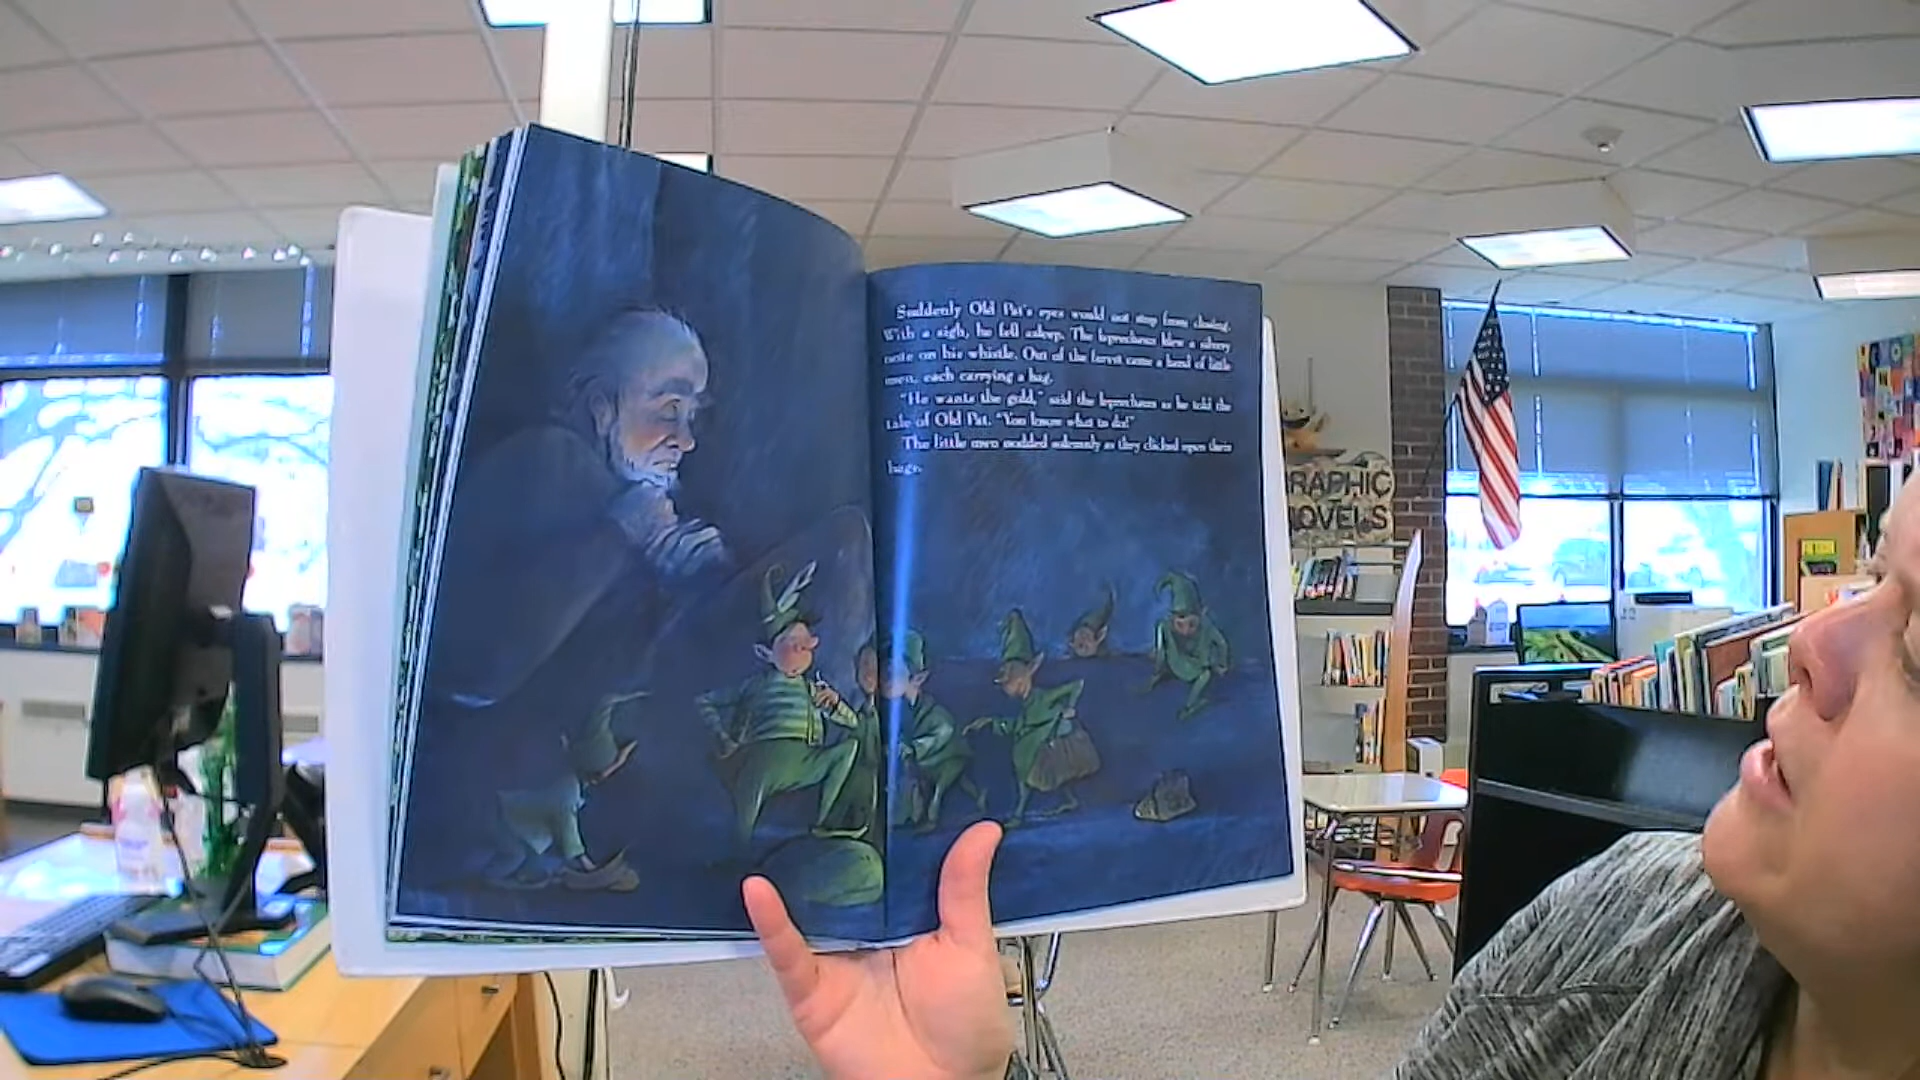 Suddenly Old Pat's eyes would not stop from closing.
With a sigh, he fell asleep. The leprechaun blew a silvery
note on his whistle. Out of the forest came a band of little
men, each carrying a bag.
"He wants the gold," said the leprechaun as he told the
tale of Old Pat. "You know what to do!"
The little men nodded solemnly as they clicked open their
bags.
RAPHIC
OVELS